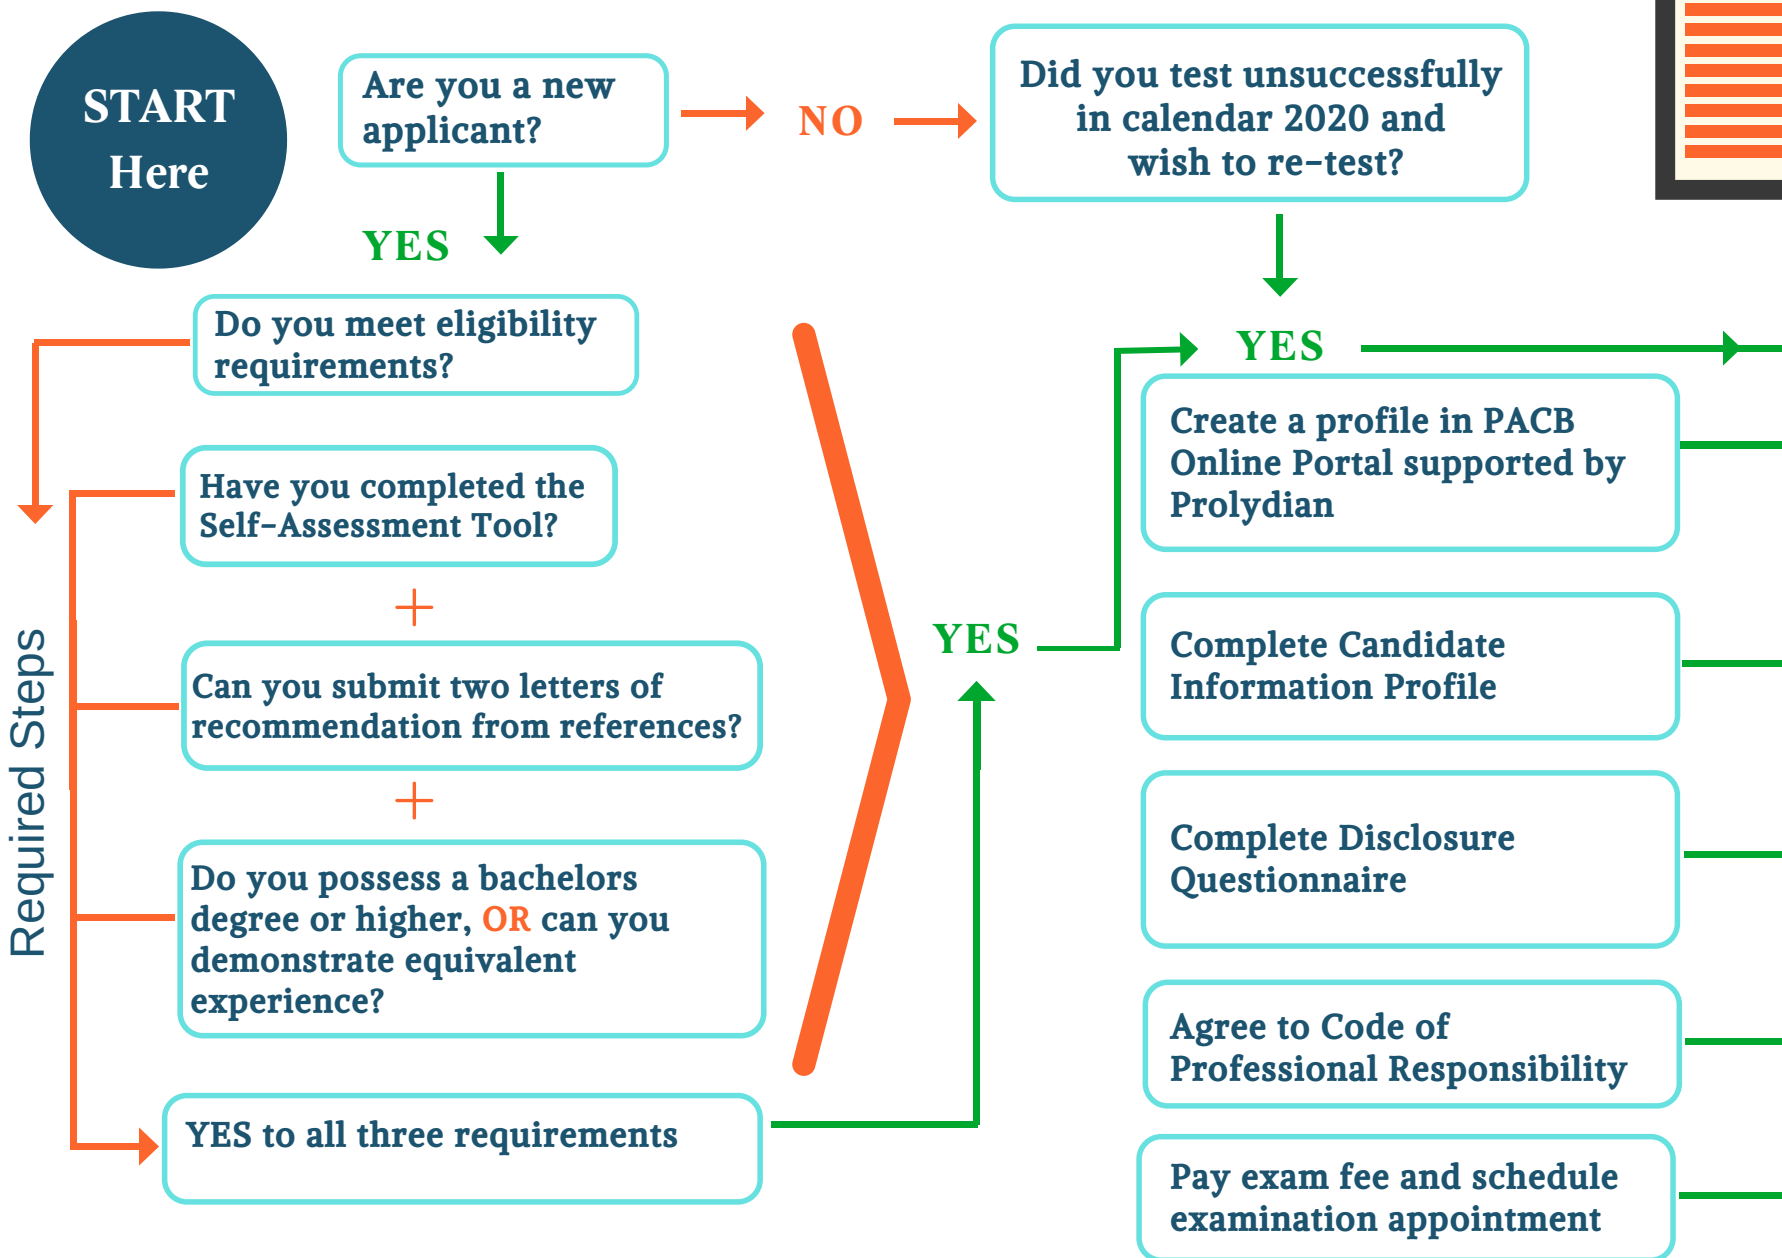 START
Here
Are you a new
applicant?
NO
Did you test unsuccessfully
in calendar 2020 and
wish to re-test?
YES
Do you meet eligibility
requirements?
Required Steps
Have you completed the
Self-Assessment Tool?
+
Can you submit two letters of
recommendation from references?
+
Do you possess a bachelors
degree or higher, OR can you
demonstrate equivalent
experience?
YES to all three requirements
YES
YES
Create a profile in PACB
Online Portal supported by
Prolydian
Complete Candidate
Information Profile
Complete Disclosure
Questionnaire
Agree to Code of
Professional Responsibility
Pay exam fee and schedule
examination appointment